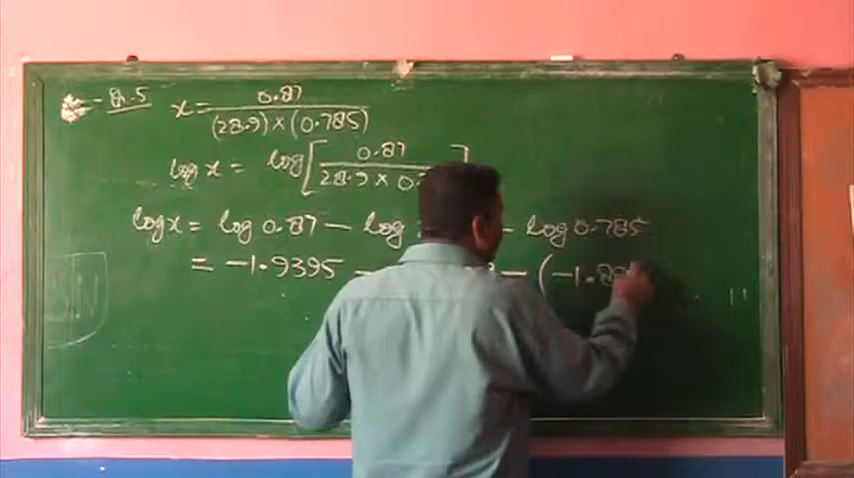 Q.5 x = 0.87 / (28.9) × (0.785)
log x = log [ 0.87 / 28.9 × 0. ]
log x = log 0.87 – log – log 0.785
= –1.9395 – – ( –1.89